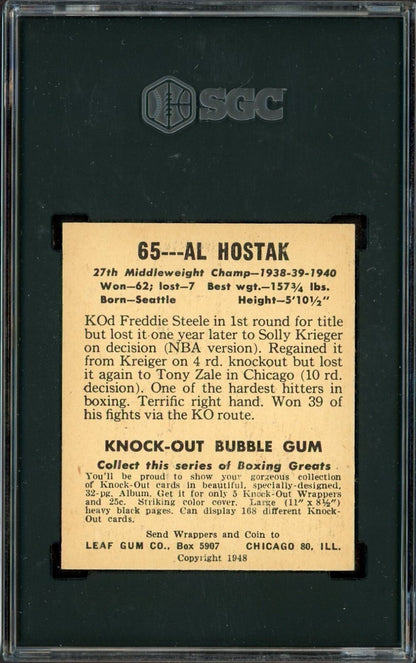 SGC
65---AL HOSTAK
27th Middleweight Champ—1938-39-1940
Won—62; lost—7 Best wgt.—157¾ lbs.
Born—Seattle Height—5'10½"
KOd Freddie Steele in 1st round for title
but lost it one year later to Solly Krieger
on decision (NBA version). Regained it
from Kreiger on 4 rd. knockout but lost
it again to Tony Zale in Chicago (10 rd.
decision). One of the hardest hitters in
boxing. Terrific right hand. Won 39 of
his fights via the KO route.
KNOCK-OUT BUBBLE GUM
Collect this series of Boxing Greats
You'll be proud to show your gorgeous collection
of Knock-Out cards in beautiful, specially-designed,
32-pg. Album. Get it for only 5 Knock-Out Wrappers
and 25c. Striking color cover. Large (11" x 8½")
heavy black pages. Can display 168 different Knock-
Out cards.
Send Wrappers and Coin to
LEAF GUM CO., Box 5907 CHICAGO 80, ILL.
Copyright 1948